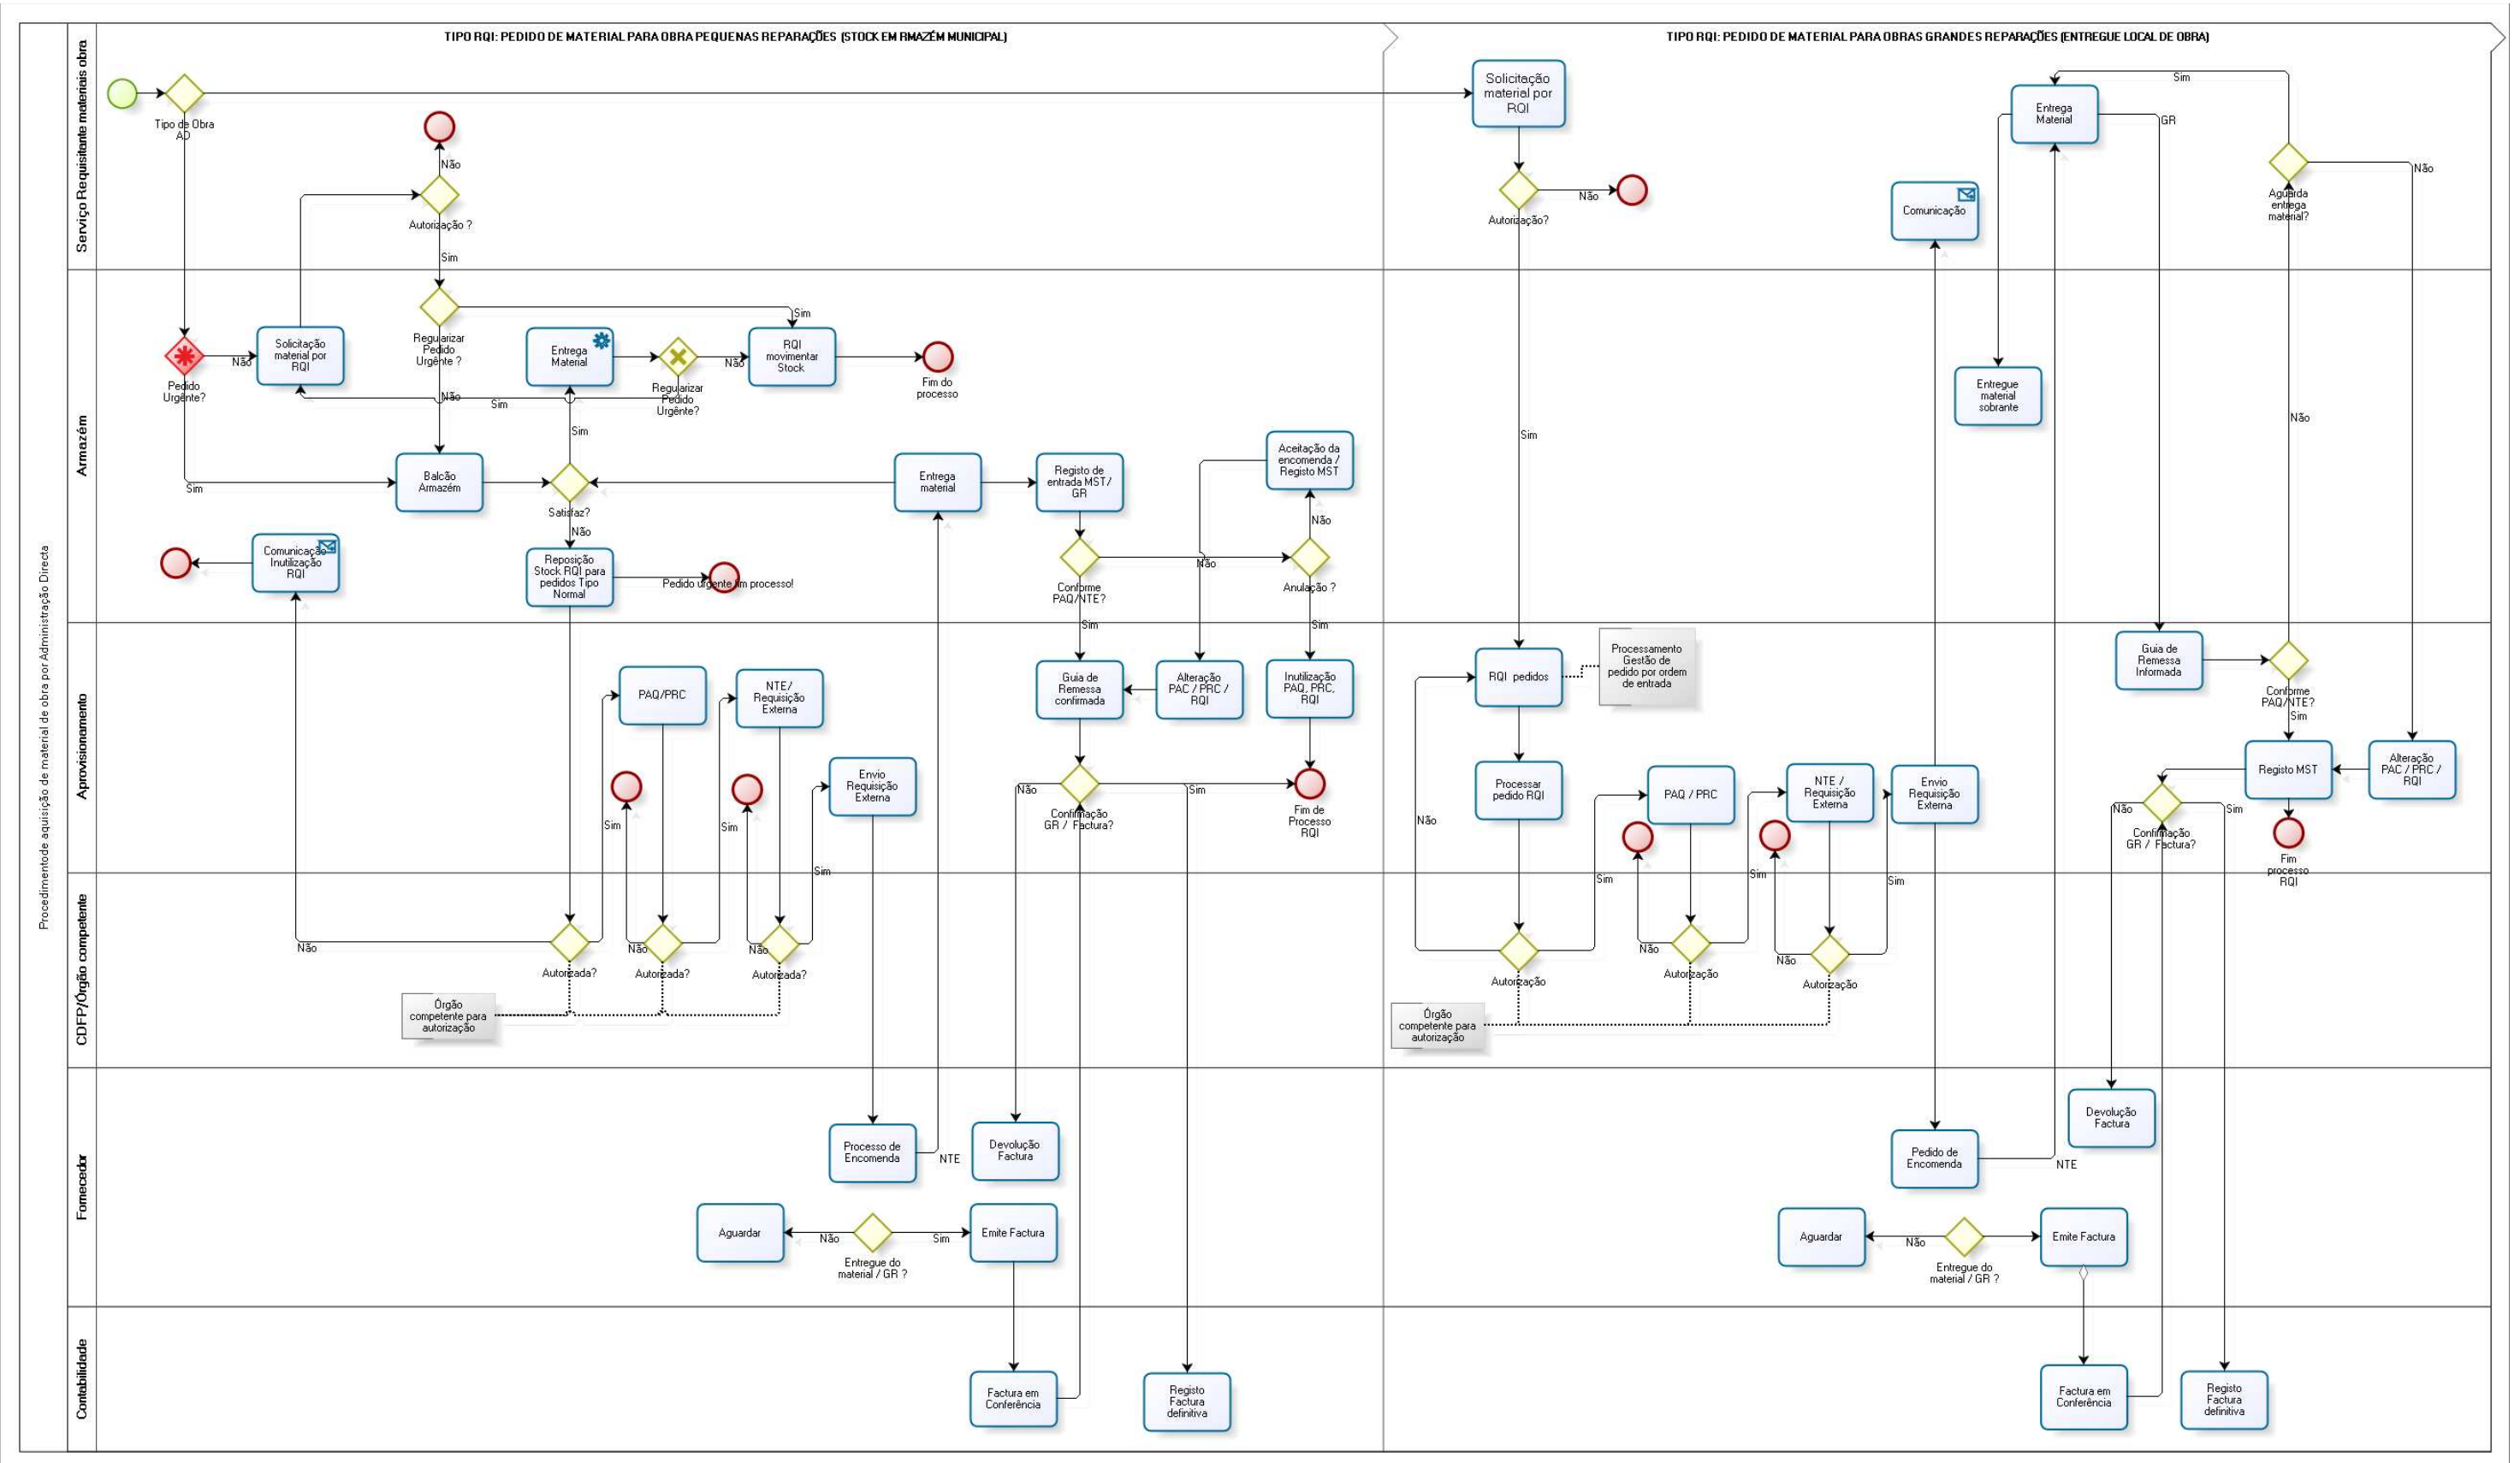 TIPO RQI: PEDIDO DE MATERIAL PARA OBRA PEQUENAS REPARAÇÕES (STOCK EM RMAZÉM MUNICIPAL)
TIPO RQI: PEDIDO DE MATERIAL PARA OBRAS GRANDES REPARAÇÕES (ENTREGUE LOCAL DE OBRA)
Procedimentode aquisição de material de obra por Administração Directa
Serviço Requisitante materiais obra
Tipo de Obra
AD
Não
Autorização ?
Sim
Solicitação
material por
RQI
Autorização?
Não
Sim
Comunicação
Entrega
Material
GR
Sim
Aguarda
entrega
material?
Não
Não
Armazém
Pedido
Urgênte?
Não
Sim
Solicitação
material por
RQI
Regularizar
Pedido
Urgênte ?
Sim
Não
Entrega
Material
Sim
Regularizar
Pedido
Urgênte?
Não
RQI
movimentar
Stock
Fim do
processo
Sim
Balcão
Armazém
Satisfaz?
Não
Entrega
material
Registo de
entrada MST/
GR
Aceitação da
encomenda /
Registo MST
Não
Comunicação
Inutilização
RQI
Reposição
Stock RQI para
pedidos Tipo
Normal
Pedido urgente fim processo!
Conforme
PAQ/NTE?
Não
Anulação ?
Sim
Sim
Entregue
material
sobrante
Aprovisionamento
PAQ/PRC
NTE/
Requisição
Externa
Envio
Requisição
Externa
Sim
Sim
Sim
Guia de
Remessa
confirmada
Alteração
PAC / PRC /
RQI
Inutilização
PAQ, PRC,
RQI
Não
Confirmação
GR / Factura?
Sim
Fim de
Processo
RQI
RQI pedidos
Processamento
Gestão de
pedido por ordem
de entrada
Processar
pedido RQI
Não
PAQ / PRC
NTE /
Requisição
Externa
Envio
Requisição
Externa
Guia de
Remessa
Informada
Conforme
PAQ/NTE?
Sim
Registo MST
Alteração
PAC / PRC /
RQI
Não
Confirmação
GR / Factura?
Sim
Fim
processo
RQI
CDFP/Órgão competente
Não
Autorizada?
Não
Autorizada?
Não
Autorizada?
Órgão
competente para
autorização
Sim
Sim
Sim
Autorização
Não
Autorização
Não
Autorização
Órgão
competente para
autorização
Fornecedor
Processo de
Encomenda
NTE
Devolução
Factura
Aguardar
Não
Entregue do
material / GR ?
Sim
Emite Factura
Pedido de
Encomenda
NTE
Devolução
Factura
Aguardar
Não
Entregue do
material / GR ?
Emite Factura
Contabilidade
Factura em
Conferência
Registo
Factura
definitiva
Factura em
Conferência
Registo
Factura
definitiva